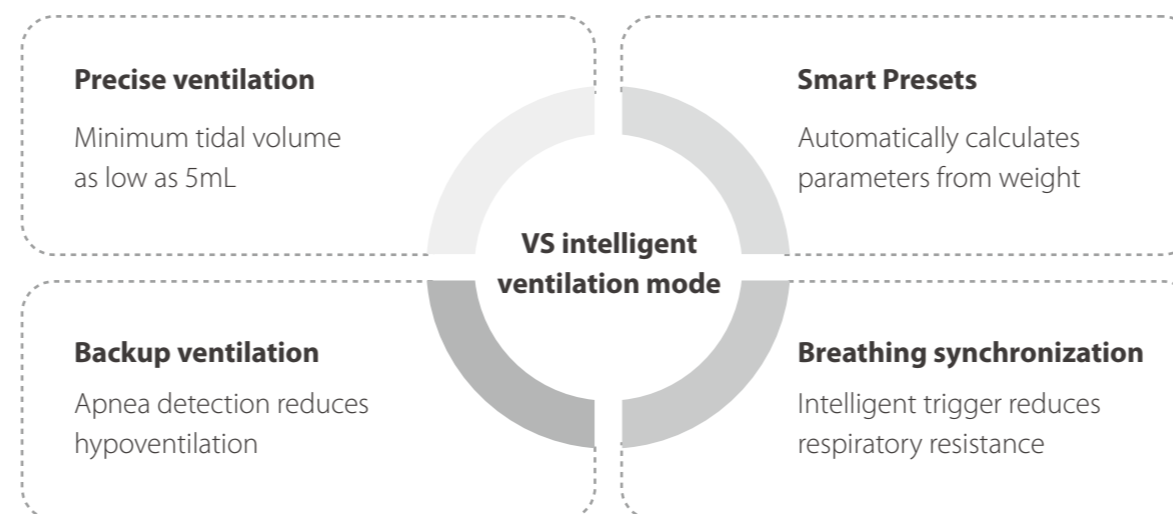 Precise ventilation
Minimum tidal volume
as low as 5mL
Smart Presets
Automatically calculates
parameters from weight
VS intelligent
ventilation mode
Backup ventilation
Apnea detection reduces
hypoventilation
Breathing synchronization
Intelligent trigger reduces
respiratory resistance